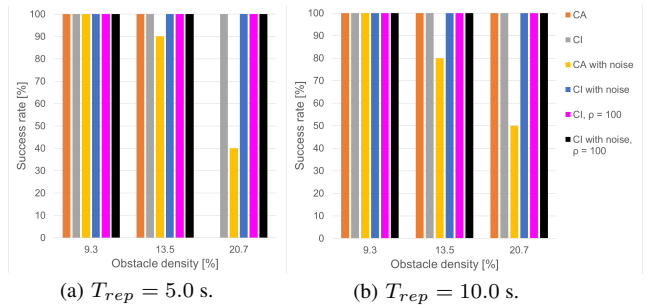 100
90
80
70
60
50
40
30
20
10
0
Success rate [%]
9.3 13.5 20.7
Obstacle density [%]
(a) T_rep = 5.0 s.
100
90
80
70
60
50
40
30
20
10
0
Success rate [%]
9.3 13.5 20.7
Obstacle density [%]
(b) T_rep = 10.0 s.
CA
CI
CA with noise
CI with noise
CI, ρ = 100
CI with noise,
ρ = 100